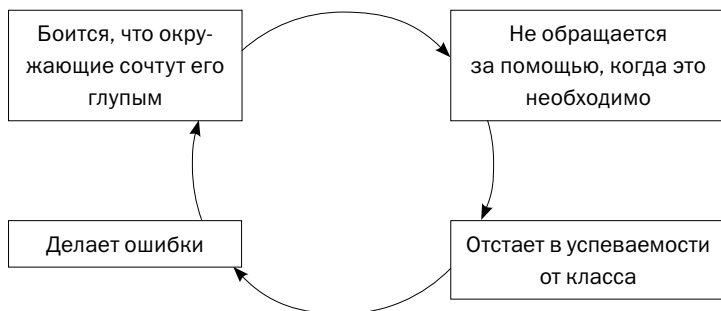 Боится, что окру-
жающие сочтут его
глупым
Не обращается
за помощью, когда это
необходимо
Отстает в успеваемости
от класса
Делает ошибки